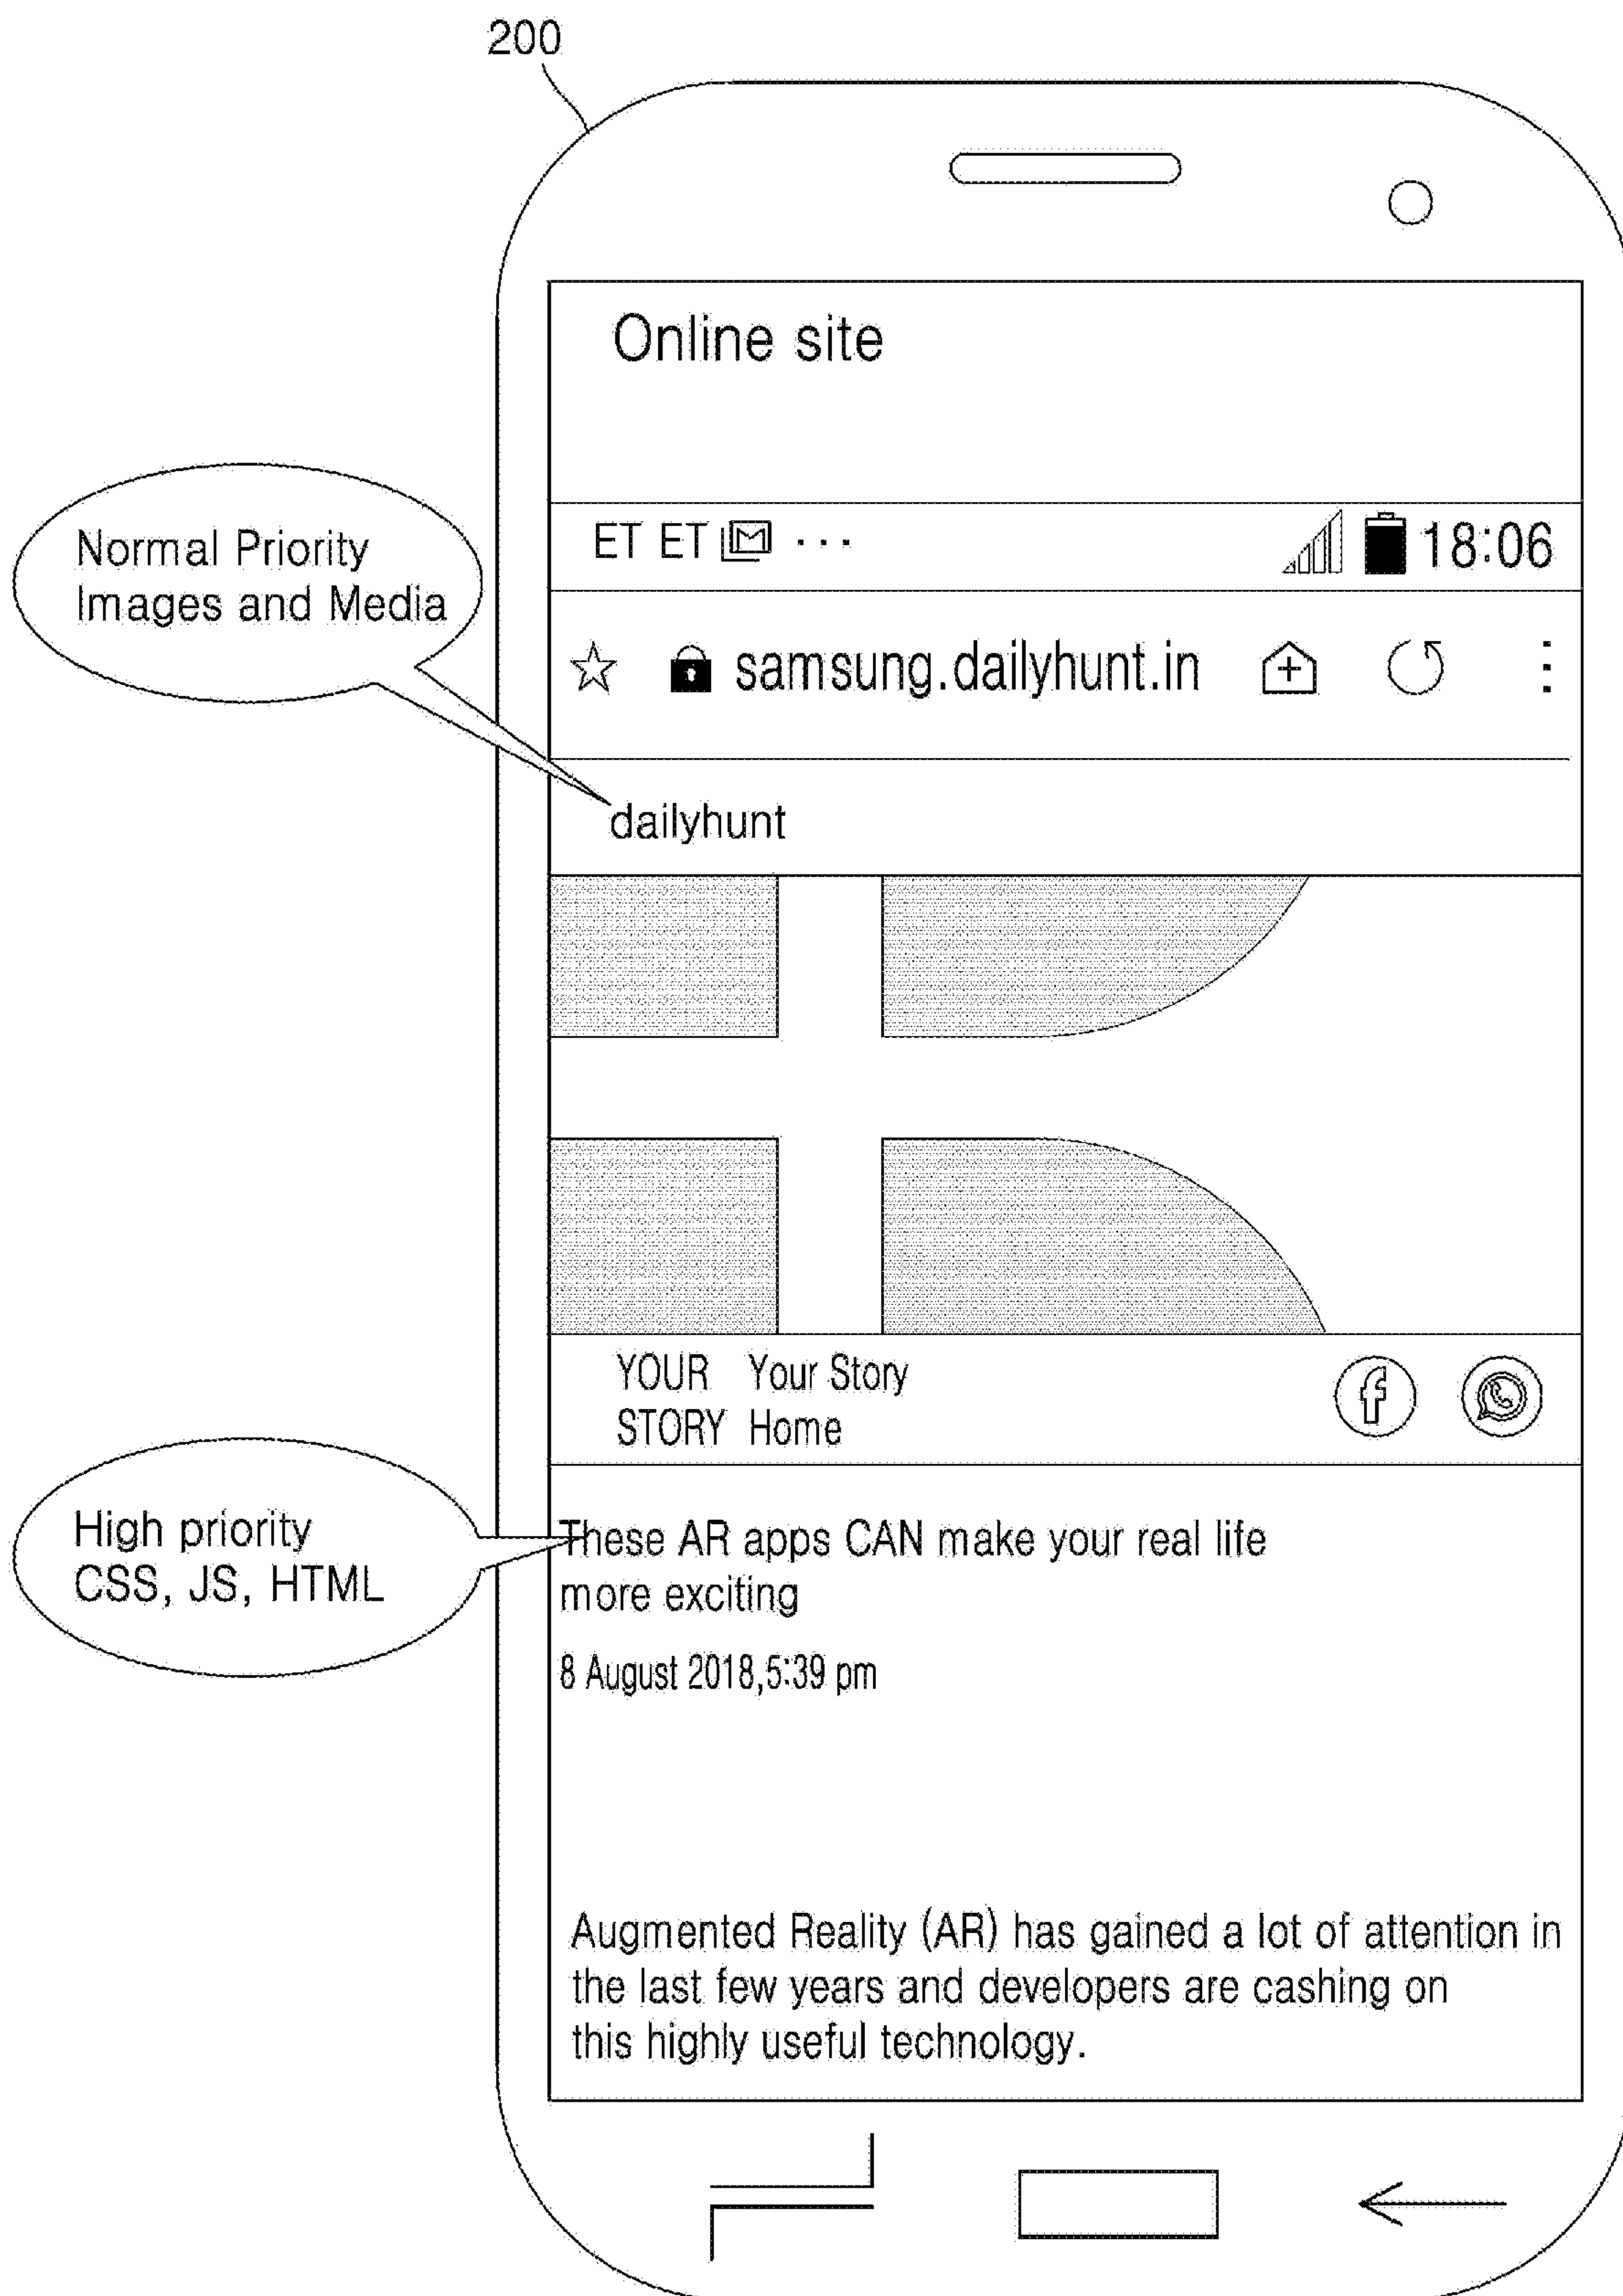 200
Online site
ET ET M ...
18:06
Normal Priority
Images and Media
samsung.dailyhunt.in
dailyhunt
YOUR Your Story
STORY Home
f
High priority
CSS, JS, HTML
These AR apps CAN make your real life
more exciting
8 August 2018,5:39 pm
Augmented Reality (AR) has gained a lot of attention in
the last few years and developers are cashing on
this highly useful technology.